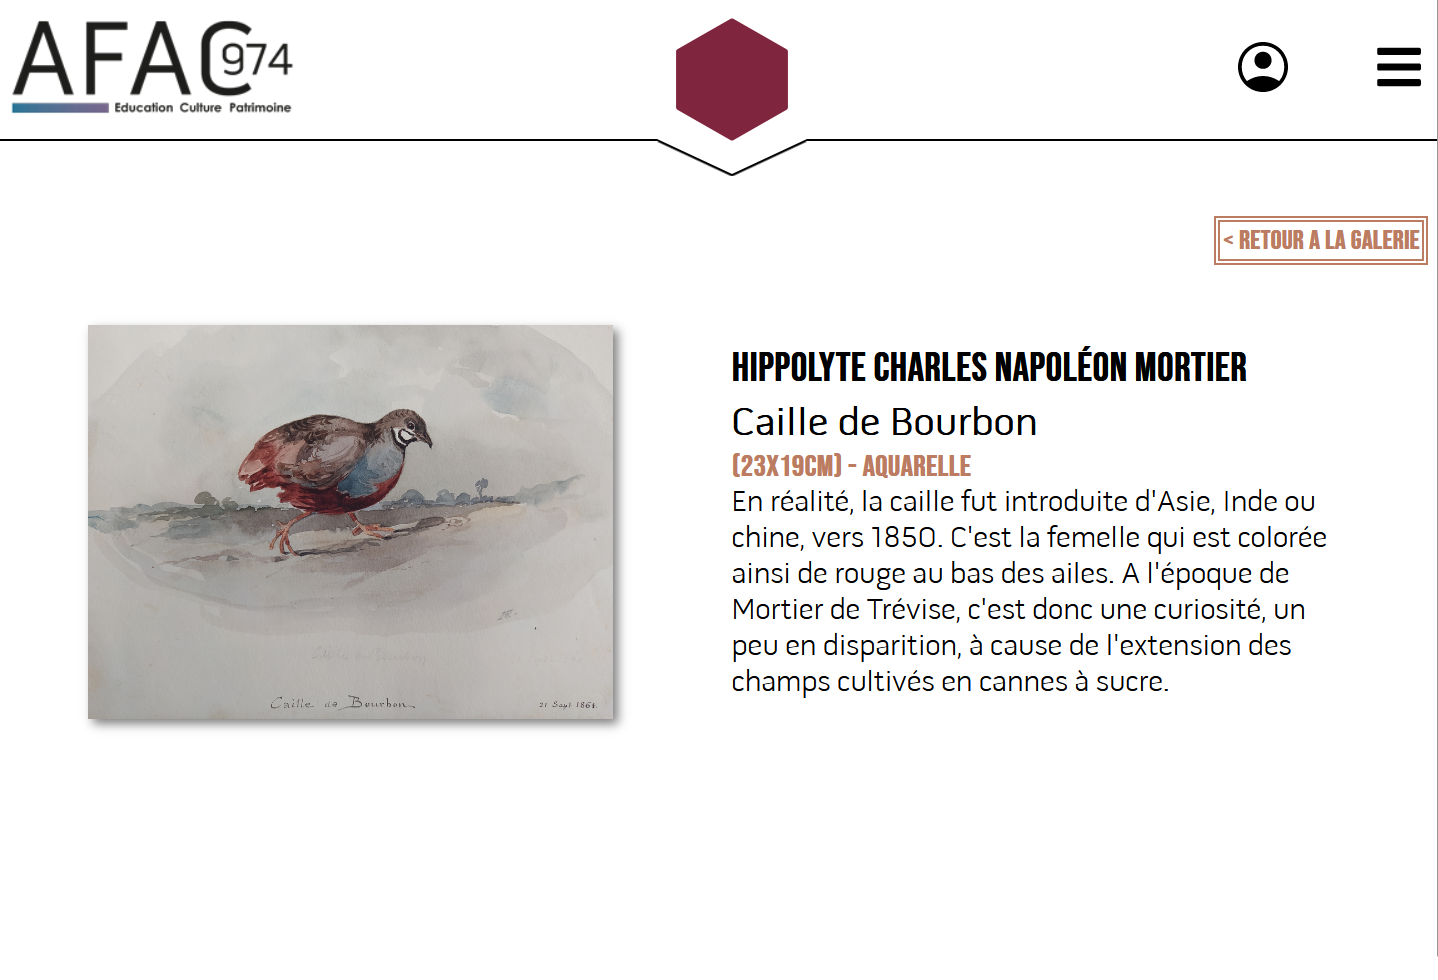 AFAC974
Education Culture Patrimoine
< RETOUR A LA GALERIE
HIPPOLYTE CHARLES NAPOLÉON MORTIER
Caille de Bourbon
(23X19CM) - AQUARELLE
En réalité, la caille fut introduite d'Asie, Inde ou
chine, vers 1850. C'est la femelle qui est colorée
ainsi de rouge au bas des ailes. A l'époque de
Mortier de Trévise, c'est donc une curiosité, un
peu en disparition, à cause de l'extension des
champs cultivés en cannes à sucre.
Caille de Bourbon
21 Sept 1861.